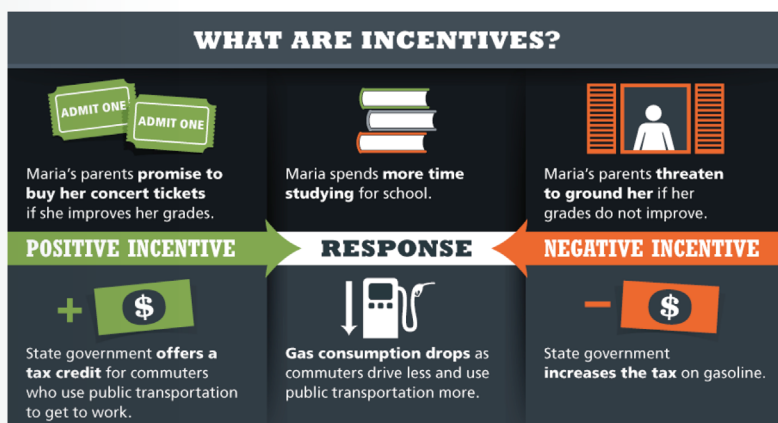 WHAT ARE INCENTIVES?
ADMIT ONE
ADMIT ONE
Maria's parents promise to
buy her concert tickets
if she improves her grades.
Maria spends more time
studying for school.
Maria's parents threaten
to ground her if her
grades do not improve.
POSITIVE INCENTIVE
RESPONSE
NEGATIVE INCENTIVE
+
$
State government offers a
tax credit for commuters
who use public transportation
to get to work.
Gas consumption drops as
commuters drive less and use
public transportation more.
–
$
State government
increases the tax on gasoline.